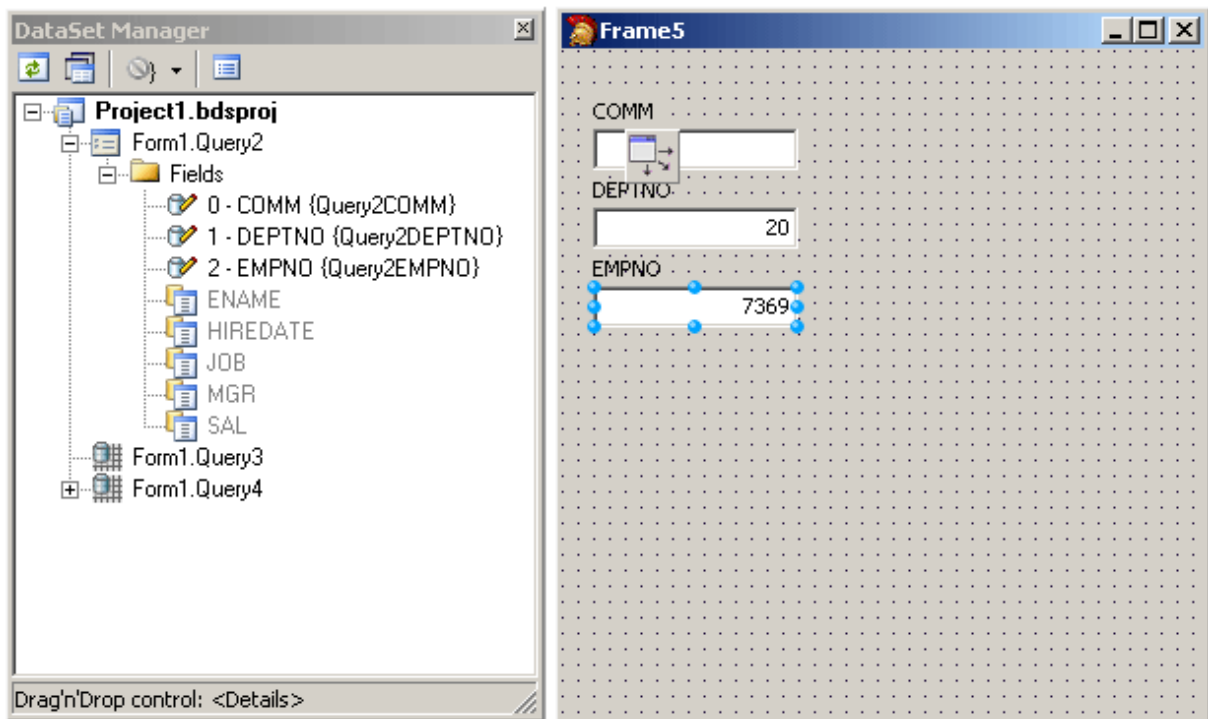 DataSet Manager
Project1.bdsproj
Form1.Query2
Fields
0 - COMM {Query2COMM}
1 - DEPTNO {Query2DEPTNO}
2 - EMPNO {Query2EMPNO}
ENAME
HIREDATE
JOB
MGR
SAL
Form1.Query3
Form1.Query4
Drag'n'Drop control: <Details>
Frame5
COMM
DEPTNO
20
EMPNO
7369